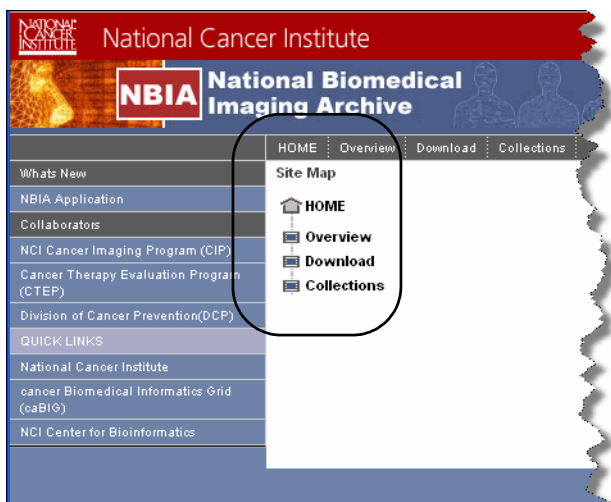 NATIONAL
CANCER
INSTITUTE
National Cancer Institute
NBIA
National Biomedical
Imaging Archive
HOME
Overview
Download
Collections
Whats New
NBIA Application
Collaborators
NCI Cancer Imaging Program (CIP)
Cancer Therapy Evaluation Program
(CTEP)
Division of Cancer Prevention(DCP)
QUICK LINKS
National Cancer Institute
cancer Biomedical Informatics Grid
(caBIG)
NCI Center for Bioinformatics
Site Map
HOME
Overview
Download
Collections